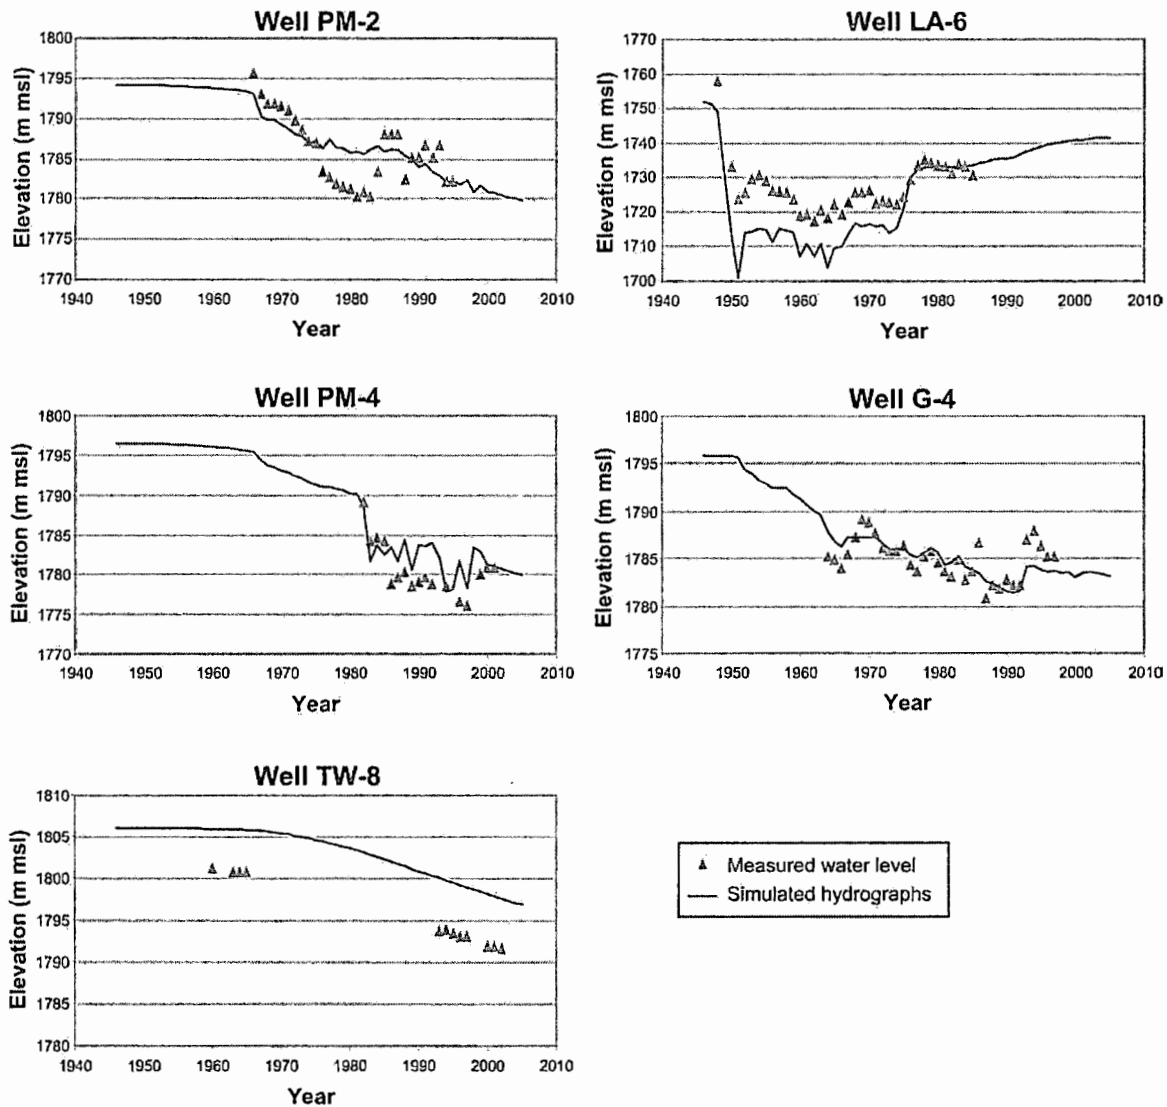 Well PM-2
Elevation (m msl)
1800
1795
1790
1785
1780
1775
1770
1940 1950 1960 1970 1980 1990 2000 2010
Year
Well LA-6
Elevation (m msl)
1770
1760
1750
1740
1730
1720
1710
1700
1940 1950 1960 1970 1980 1990 2000 2010
Year
Well PM-4
Elevation (m msl)
1800
1795
1790
1785
1780
1775
1770
1940 1950 1960 1970 1980 1990 2000 2010
Year
Well G-4
Elevation (m msl)
1800
1795
1790
1785
1780
1775
1940 1950 1960 1970 1980 1990 2000 2010
Year
Well TW-8
Elevation (m msl)
1810
1805
1800
1795
1790
1785
1780
1940 1950 1960 1970 1980 1990 2000 2010
Year
Measured water level
Simulated hydrographs